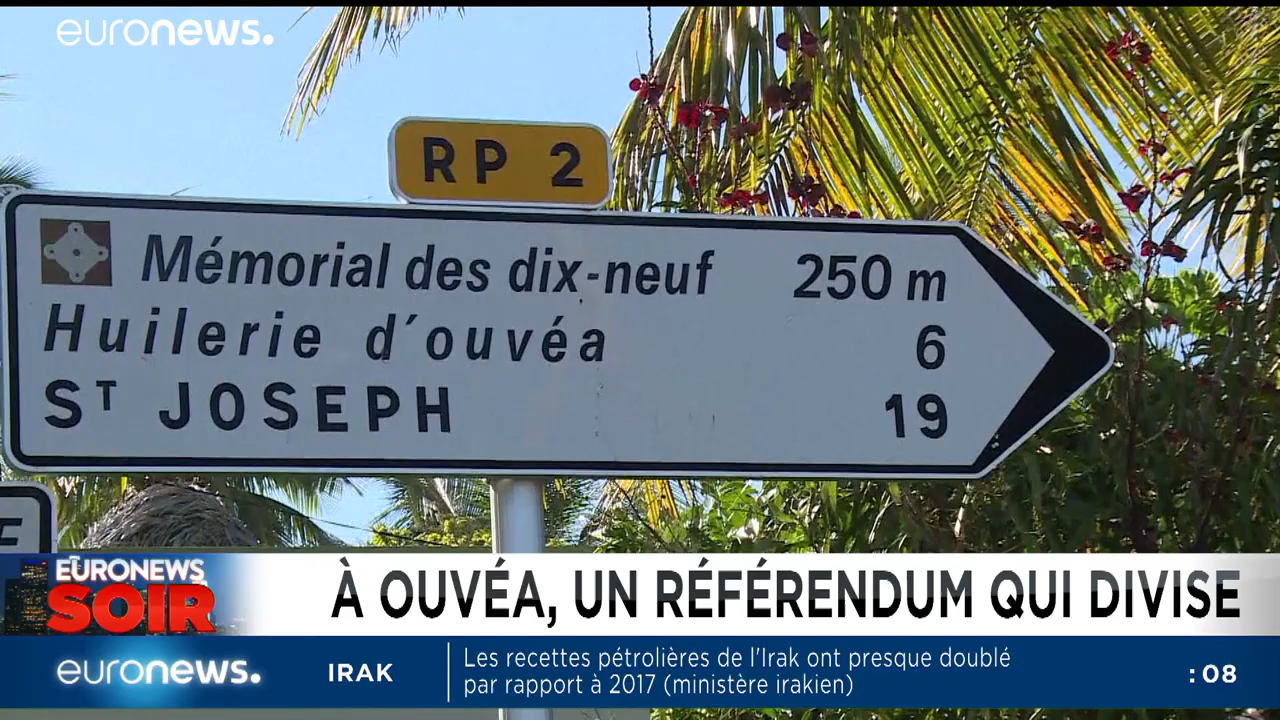 euronews.
RP 2
Mémorial des dix-neuf 250 m
Huilerie d´ouvéa 6
ST JOSEPH 19
E
EURONEWS
SOIR
À OUVÉA, UN RÉFÉRENDUM QUI DIVISE
euronews.
IRAK
Les recettes pétrolières de l'Irak ont presque doublé
par rapport à 2017 (ministère irakien)
:08